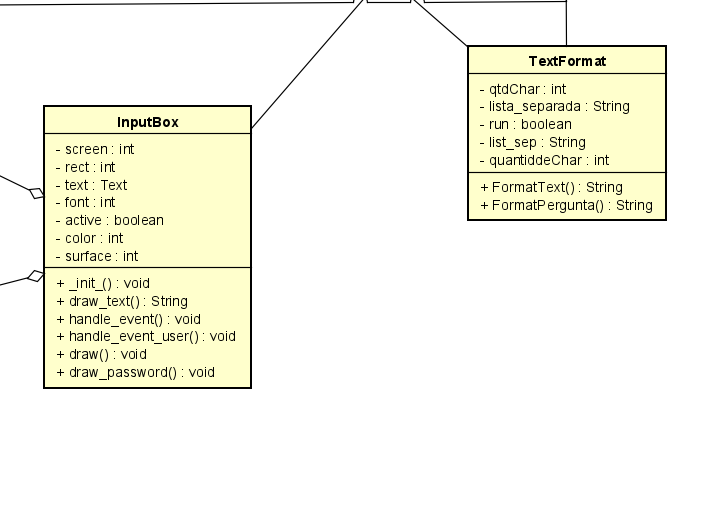 InputBox
- screen : int
- rect : int
- text : Text
- font : int
- active : boolean
- color : int
- surface : int
+ _init_() : void
+ draw_text() : String
+ handle_event() : void
+ handle_event_user() : void
+ draw() : void
+ draw_password() : void
TextFormat
- qtdChar : int
- lista_separada : String
- run : boolean
- list_sep : String
- quantiddeChar : int
+ FormatText() : String
+ FormatPergunta() : String